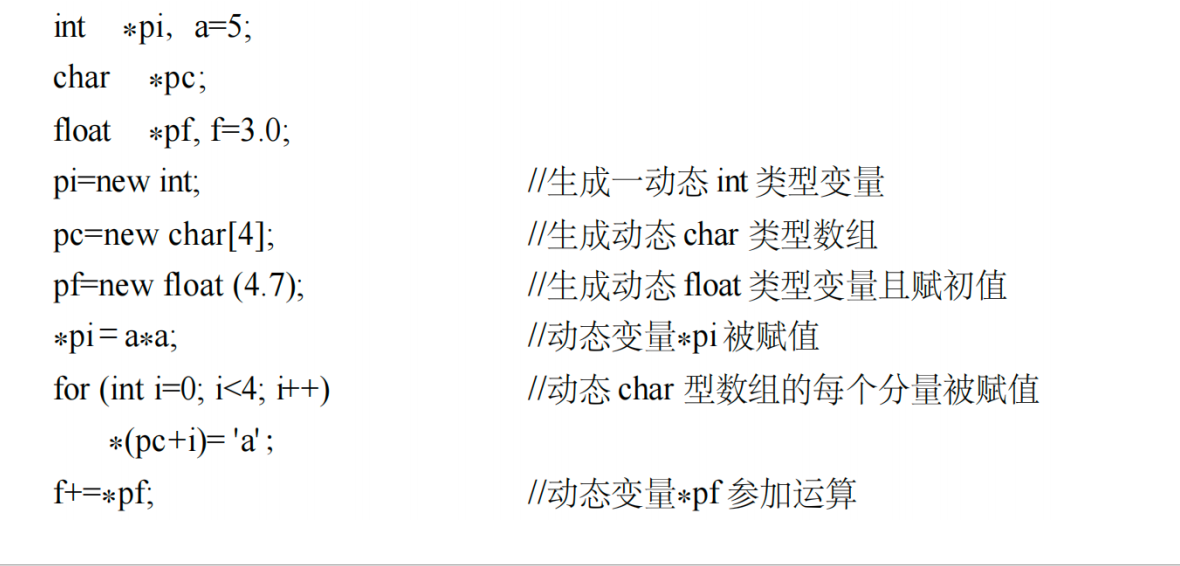 int *pi, a=5;
char *pc;
float *pf, f=3.0;
pi=new int; //生成一动态 int 类型变量
pc=new char[4]; //生成动态 char 类型数组
pf=new float (4.7); //生成动态 float 类型变量且赋初值
*pi = a*a; //动态变量*pi 被赋值
for (int i=0; i<4; i++) //动态 char 型数组的每个分量被赋值
*(pc+i)= 'a' ;
f+=*pf; //动态变量*pf 参加运算